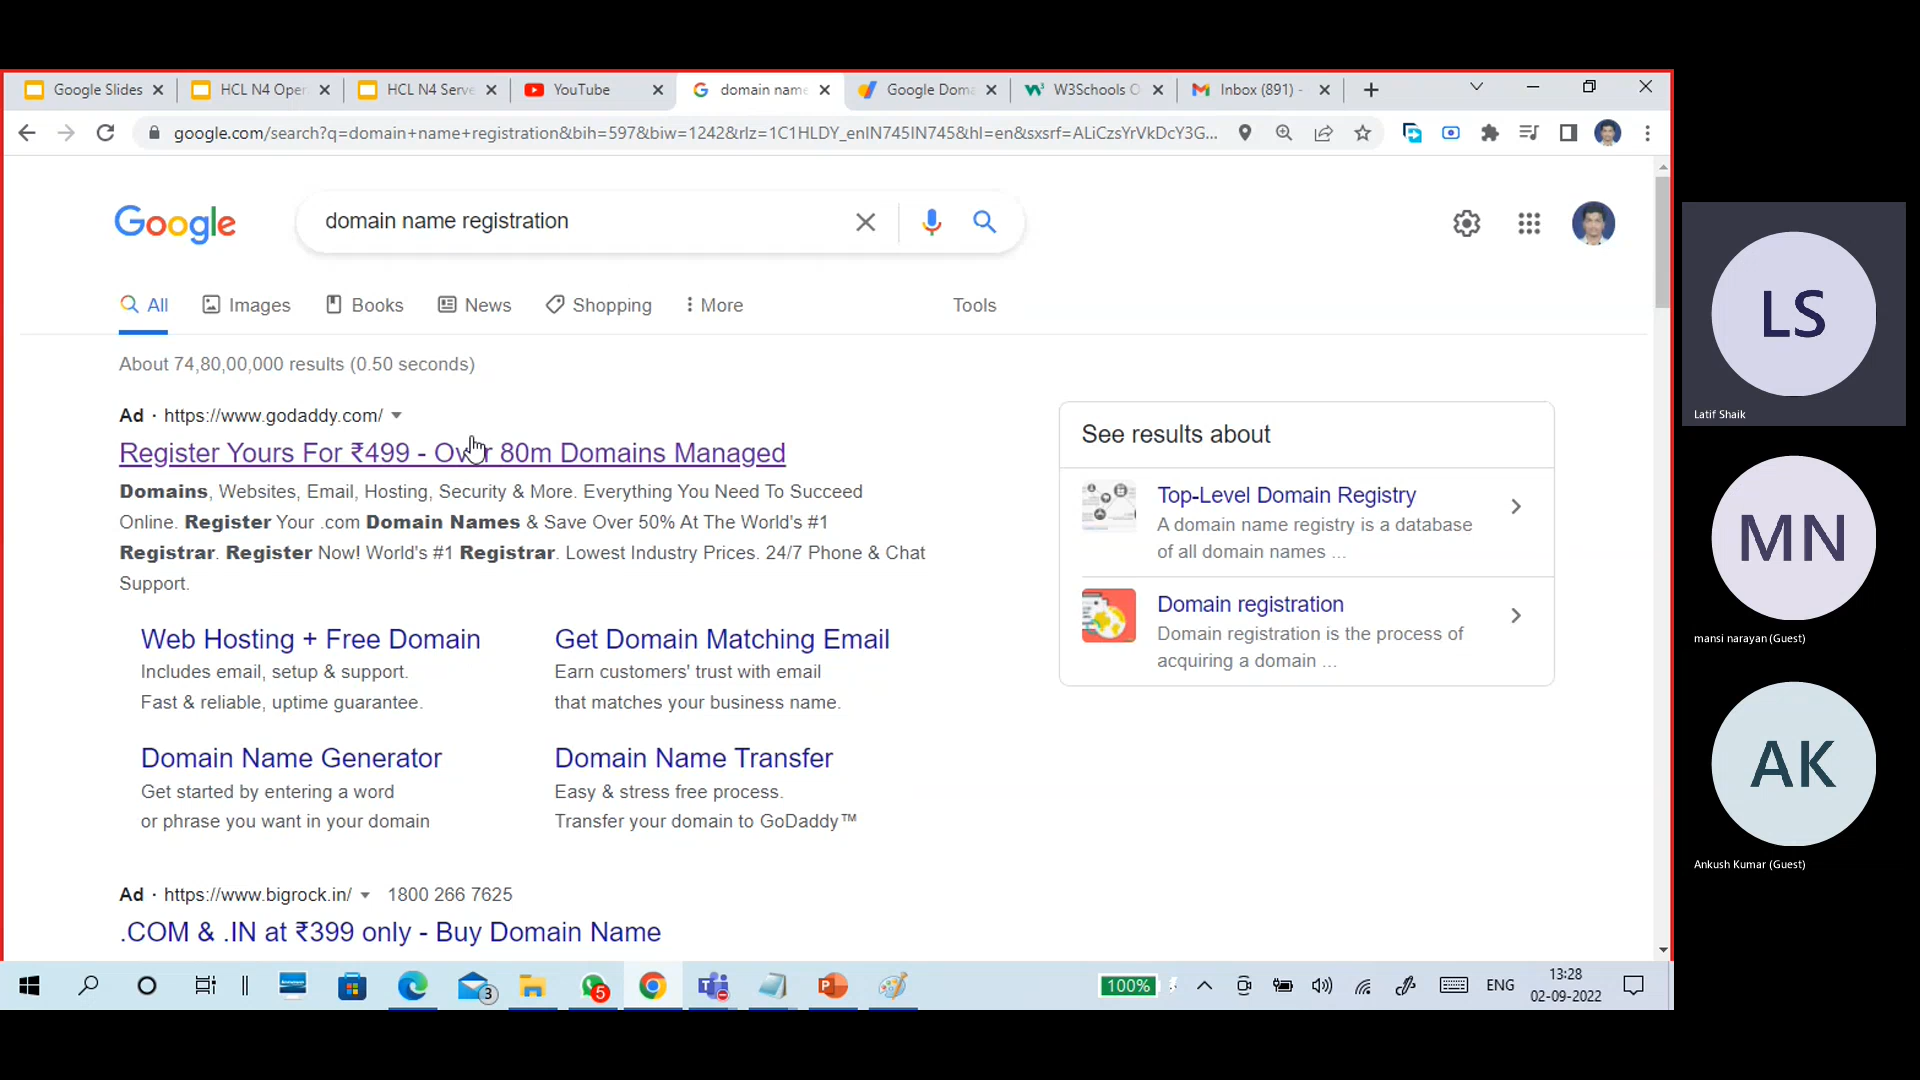 Google Slides
HCL N4 Oper
HCL N4 Serve
YouTube
domain name
Google Doma
W3Schools O
Inbox (891) -
google.com/search?q=domain+name+registration&bih=597&biw=1242&rlz=1C1HLDY_enIN745IN745&hl=en&sxsrf=ALiCzsYrVkDcY3G...
Google
domain name registration
All
Images
Books
News
Shopping
More
Tools
About 74,80,00,000 results (0.50 seconds)
Ad · https://www.godaddy.com/
Register Yours For ₹499 - Over 80m Domains Managed
Domains, Websites, Email, Hosting, Security & More. Everything You Need To Succeed
Online. Register Your .com Domain Names & Save Over 50% At The World's #1
Registrar. Register Now! World's #1 Registrar. Lowest Industry Prices. 24/7 Phone & Chat
Support.
Web Hosting + Free Domain
Includes email, setup & support.
Fast & reliable, uptime guarantee.
Get Domain Matching Email
Earn customers' trust with email
that matches your business name.
Domain Name Generator
Get started by entering a word
or phrase you want in your domain
Domain Name Transfer
Easy & stress free process.
Transfer your domain to GoDaddy™
Ad · https://www.bigrock.in/ 1800 266 7625
.COM & .IN at ₹399 only - Buy Domain Name
See results about
Top-Level Domain Registry
A domain name registry is a database
of all domain names ...
Domain registration
Domain registration is the process of
acquiring a domain ...
LS
Latif Shaik
MN
mansi narayan (Guest)
AK
Ankush Kumar (Guest)
3
5
100%
ENG
13:28
02-09-2022